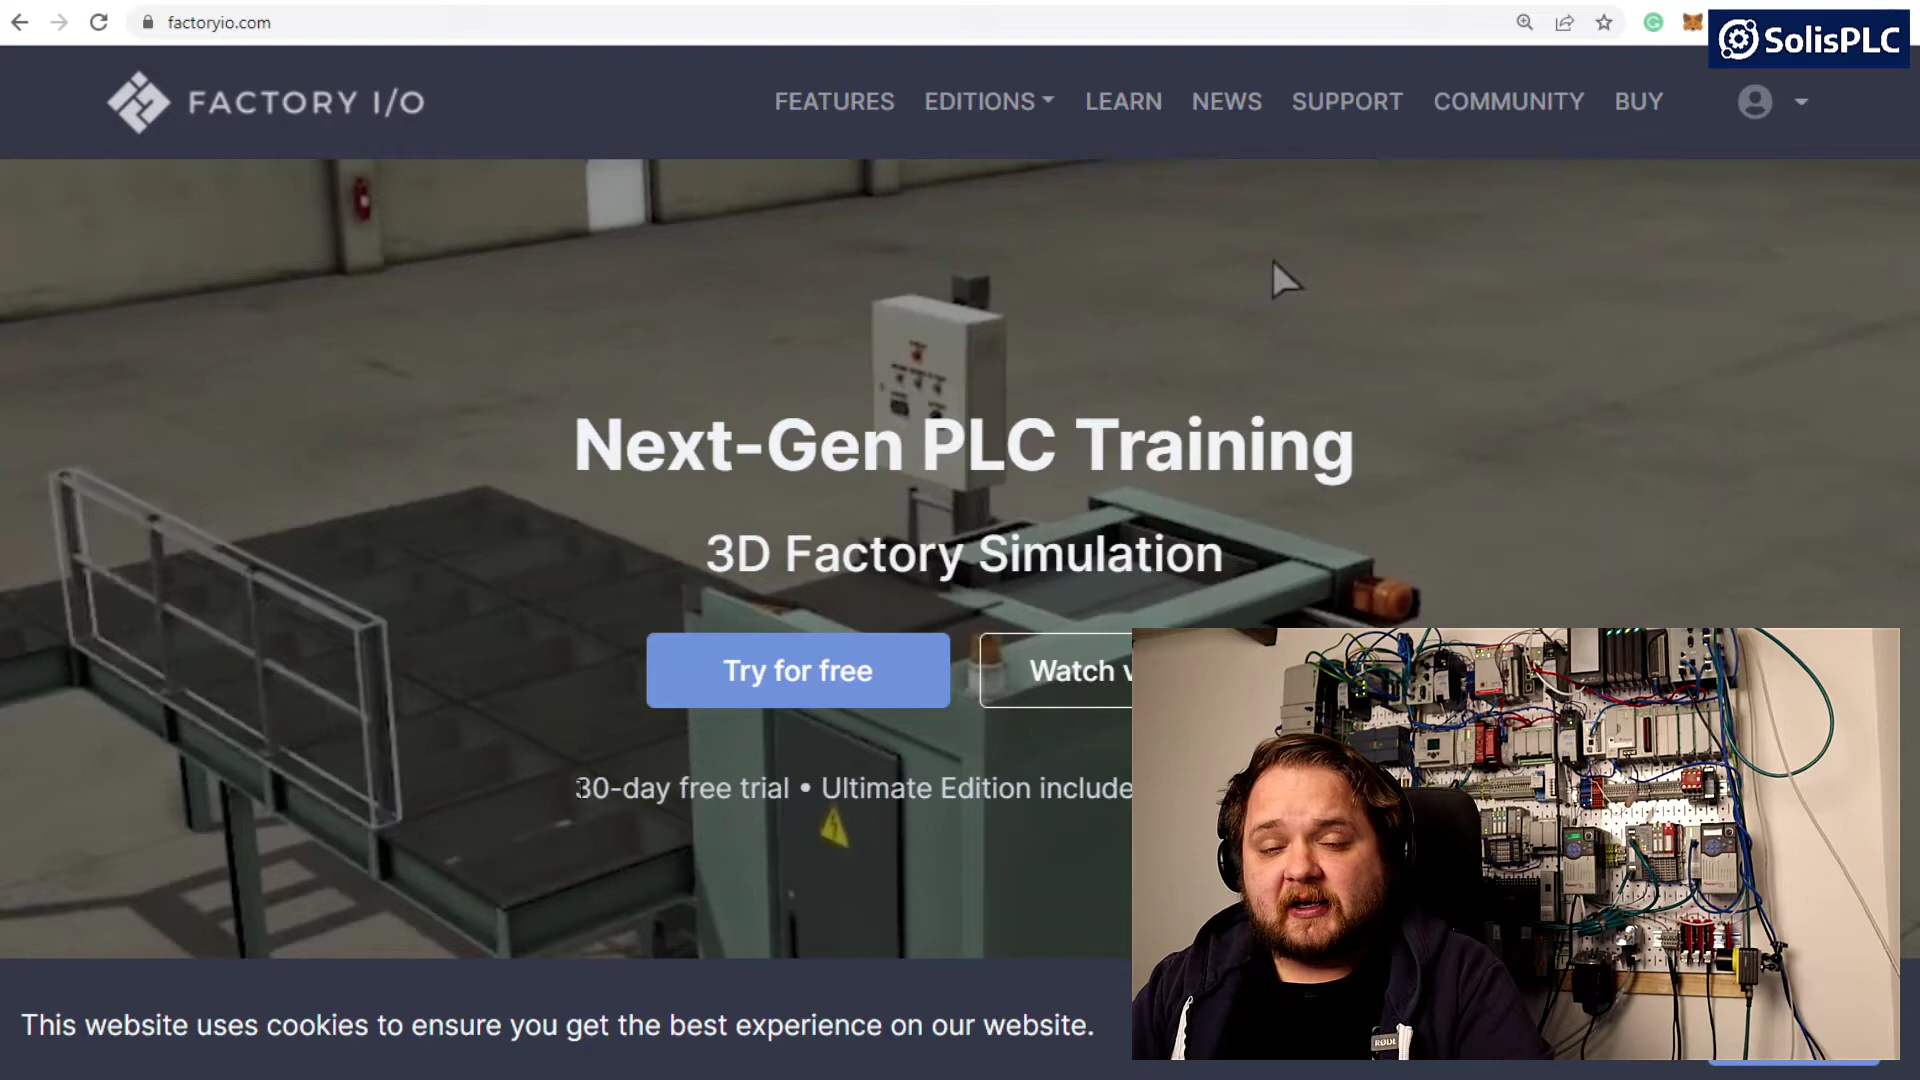 factoryio.com
SolisPLC
FACTORY I/O
FEATURES EDITIONS LEARN NEWS SUPPORT COMMUNITY BUY
Next-Gen PLC Training
3D Factory Simulation
Try for free
Watch
30-day free trial • Ultimate Edition include
This website uses cookies to ensure you get the best experience on our website.
RØDE